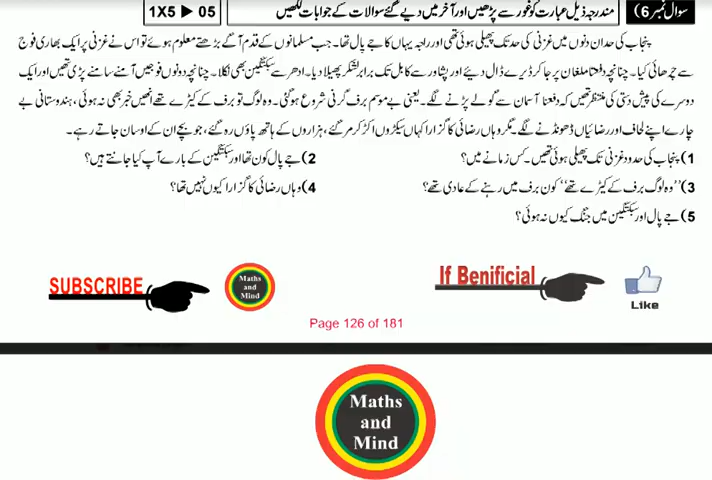 سوال نمبر 6) مندرجہ ذیل عبارت کو غور سے پڑھیں اور آخر میں دیے گئے سوالات کے جوابات لکھیں 1X5 ▶ 05
پنجاب کی حد ان دنوں میں غزنی کی حد تک پھیلی ہوئی تھی اور راجہ یہاں کا جے پال تھا۔ جب مسلمانوں کے قدم آگے بڑھتے معلوم ہوئے تو اس نے غزنی پر ایک بھاری فوج
سے چڑھائی کیا۔ چنانچہ دفعتا ملغان پر جا کر ڈیرے ڈال دیئے اور پشاور سے کابل تک برابر لشکر پھیلا دیا۔ ادھر سے سبکتگین بھی نکلا۔ چنانچہ دونوں فوجیں آمنے سامنے پڑی تھیں اور ایک
دوسرے کی پیش دستی کی منتظر تھیں کہ دفعتا آسمان سے گولے پڑنے لگے۔ یعنی بے موسم برف گرنی شروع ہو گئی۔ وہ لوگ تو برف کے کیڑے تھے انھیں خبر بھی نہ ہوئی، ہندوستانی بے
چارے اپنے لحاف اور رضائیاں ڈھونڈنے لگے۔ مگر وہاں رضائی کا گزارا کہاں سیکڑوں اکڑ کر مر گئے، ہزاروں کے ہاتھ پاؤں رہ گئے، جو بچے ان کے اوسان جاتے رہے۔
1) پنجاب کی حدود غزنی تک پھیلی ہوئی تھیں۔ کس زمانے میں؟ 2) جے پال کون تھا اور سبکتگین کے بارے آپ کیا جانتے ہیں؟
3) "وہ لوگ برف کے کیڑے تھے" کون برف میں رہنے کے عادی تھے؟ 4) وہاں رضائی کا گزارا کیوں نہیں تھا؟
5) جے پال اور سبکتگین میں جنگ کیوں نہ ہوئی؟
SUBSCRIBE
Maths
and
Mind
If Benificial
Like
Page 126 of 181
Maths
and
Mind